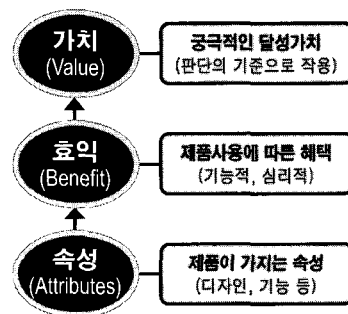 가치
(Value)
궁극적인 달성가치
(판단의 기준으로 작용)
효익
(Benefit)
제품사용에 따른 혜택
(기능적, 심리적)
속성
(Attributes)
제품이 가지는 속성
(디자인, 기능 등)